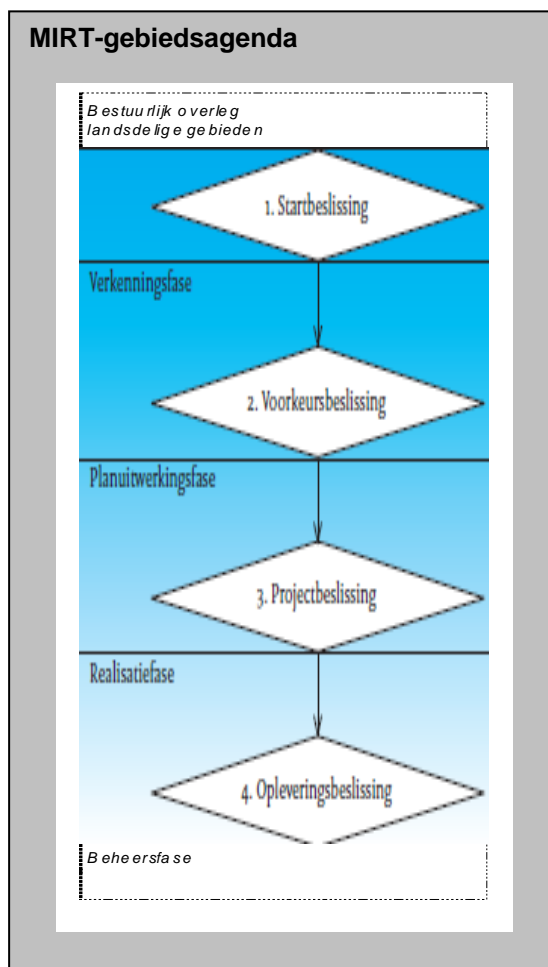 MIRT-gebiedsagenda
Bestuurlijk overleg
landsdelige gebieden
1. Startbeslissing
Verkenningsfase
2. Voorkeursbeslissing
Planuitwerkingsfase
3. Projectbeslissing
Realisatiefase
4. Opleveringsbeslissing
Beheersfase